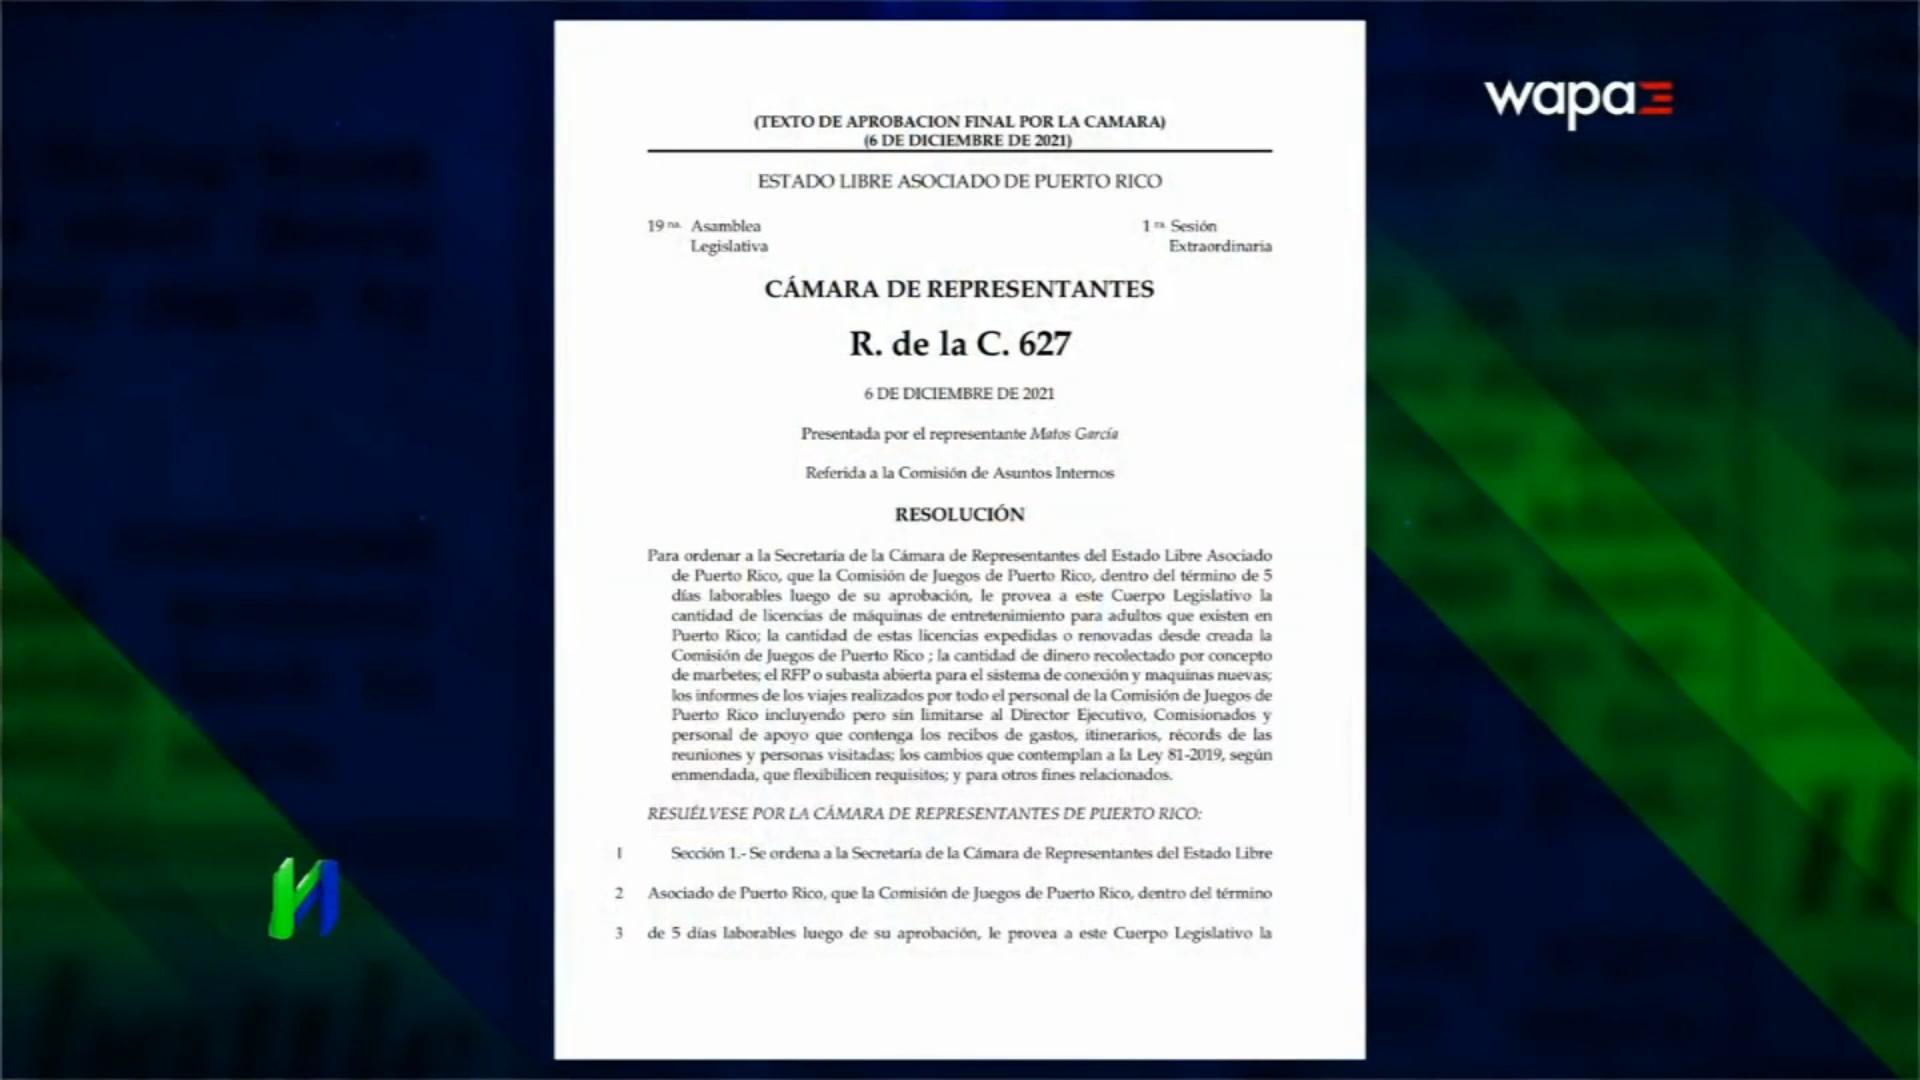 wapa
(TEXTO DE APROBACION FINAL POR LA CAMARA)
(6 DE DICIEMBRE DE 2021)
ESTADO LIBRE ASOCIADO DE PUERTO RICO
19 na. Asamblea
Legislativa
1 ra. Sesión
Extraordinaria
CÁMARA DE REPRESENTANTES
R. de la C. 627
6 DE DICIEMBRE DE 2021
Presentada por el representante Matos García
Referida a la Comisión de Asuntos Internos
RESOLUCIÓN
Para ordenar a la Secretaría de la Cámara de Representantes del Estado Libre Asociado
de Puerto Rico, que la Comisión de Juegos de Puerto Rico, dentro del término de 5
días laborables luego de su aprobación, le provea a este Cuerpo Legislativo la
cantidad de licencias de máquinas de entretenimiento para adultos que existen en
Puerto Rico; la cantidad de estas licencias expedidas o renovadas desde creada la
Comisión de Juegos de Puerto Rico ; la cantidad de dinero recolectado por concepto
de marbetes; el RFP o subasta abierta para el sistema de conexión y maquinas nuevas;
los informes de los viajes realizados por todo el personal de la Comisión de Juegos de
Puerto Rico incluyendo pero sin limitarse al Director Ejecutivo, Comisionados y
personal de apoyo que contenga los recibos de gastos, itinerarios, récords de las
reuniones y personas visitadas; los cambios que contemplan a la Ley 81-2019, según
enmendada, que flexibilicen requisitos; y para otros fines relacionados.
RESUÉLVESE POR LA CÁMARA DE REPRESENTANTES DE PUERTO RICO:
1 Sección 1.- Se ordena a la Secretaría de la Cámara de Representantes del Estado Libre
2 Asociado de Puerto Rico, que la Comisión de Juegos de Puerto Rico, dentro del término
3 de 5 días laborables luego de su aprobación, le provea a este Cuerpo Legislativo la